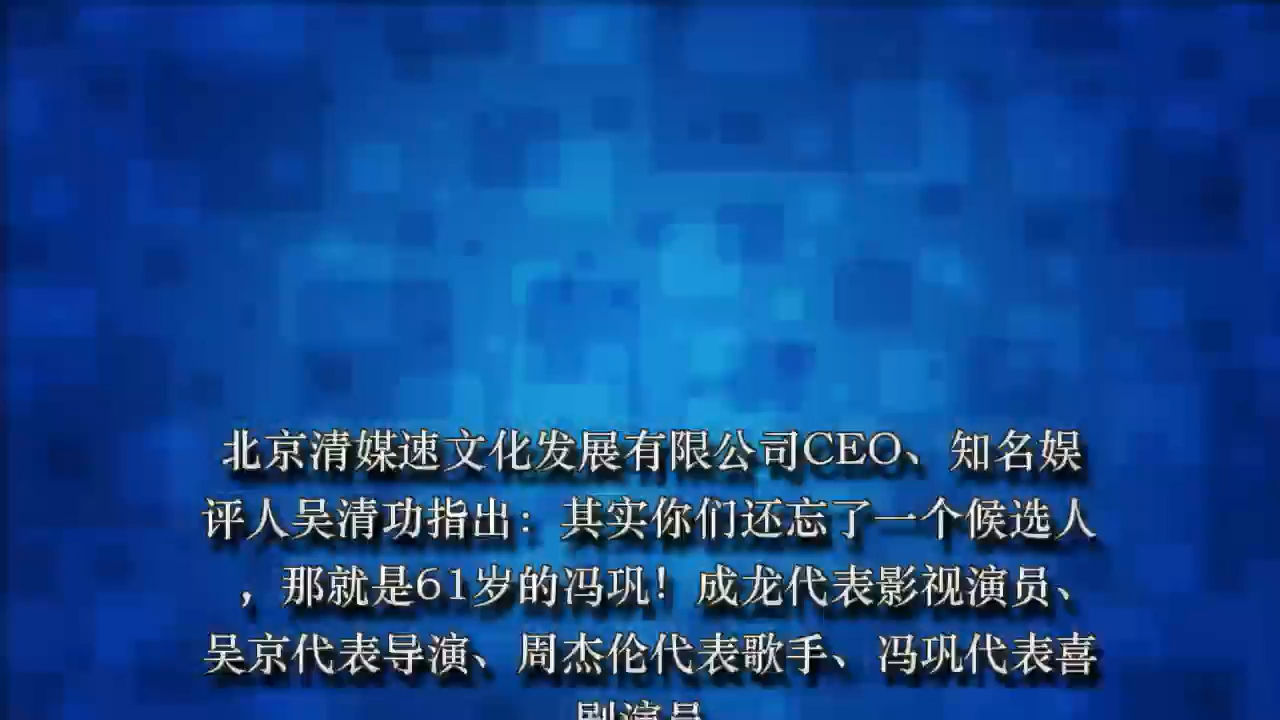 北京清媒速文化发展有限公司CEO、知名娱
评人吴清功指出：其实你们还忘了一个候选人
，那就是61岁的冯巩！成龙代表影视演员、
吴京代表导演、周杰伦代表歌手、冯巩代表喜
剧演员